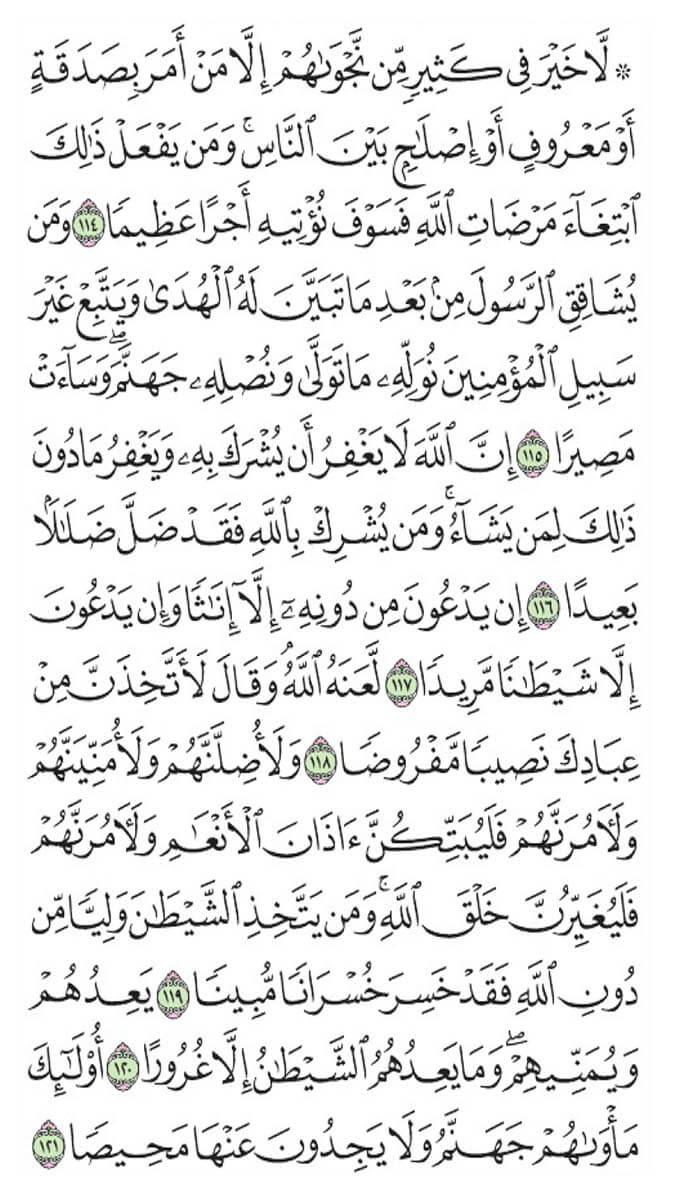 ۞ لَّا خَيْرَ فِي كَثِيرٍ مِّن نَّجْوَىٰهُمْ إِلَّا مَنْ أَمَرَ بِصَدَقَةٍ
أَوْ مَعْرُوفٍ أَوْ إِصْلَٰحٍۭ بَيْنَ ٱلنَّاسِۚ وَمَن يَفْعَلْ ذَٰلِكَ
ٱبْتِغَآءَ مَرْضَاتِ ٱللَّهِ فَسَوْفَ نُؤْتِيهِ أَجْرًا عَظِيمًا ١١٤ وَمَن
يُشَاقِقِ ٱلرَّسُولَ مِنۢ بَعْدِ مَا تَبَيَّنَ لَهُ ٱلْهُدَىٰ وَيَتَّبِعْ غَيْرَ
سَبِيلِ ٱلْمُؤْمِنِينَ نُوَلِّهِۦ مَا تَوَلَّىٰ وَنُصْلِهِۦ جَهَنَّمَۖ وَسَآءَتْ
مَصِيرًا ١١٥ إِنَّ ٱللَّهَ لَا يَغْفِرُ أَن يُشْرَكَ بِهِۦ وَيَغْفِرُ مَا دُونَ
ذَٰلِكَ لِمَن يَشَآءُۚ وَمَن يُشْرِكْ بِٱللَّهِ فَقَدْ ضَلَّ ضَلَٰلًۢا
بَعِيدًا ١١٦ إِن يَدْعُونَ مِن دُونِهِۦٓ إِلَّآ إِنَٰثًا وَإِن يَدْعُونَ
إِلَّا شَيْطَٰنًا مَّرِيدًا ١١٧ لَّعَنَهُ ٱللَّهُۘ وَقَالَ لَأَتَّخِذَنَّ مِنْ
عِبَادِكَ نَصِيبًا مَّفْرُوضًا ١١٨ وَلَأُضِلَّنَّهُمْ وَلَأُمَنِّيَنَّهُمْ
وَلَءَامُرَنَّهُمْ فَلَيُبَتِّكُنَّ ءَاذَانَ ٱلْأَنْعَٰمِ وَلَءَامُرَنَّهُمْ
فَلَيُغَيِّرُنَّ خَلْقَ ٱللَّهِۚ وَمَن يَتَّخِذِ ٱلشَّيْطَٰنَ وَلِيًّا مِّن
دُونِ ٱللَّهِ فَقَدْ خَسِرَ خُسْرَانًا مُّبِينًا ١١٩ يَعِدُهُمْ
وَيُمَنِّيهِمْۖ وَمَا يَعِدُهُمُ ٱلشَّيْطَٰنُ إِلَّا غُرُورًا ١٢٠ أُو۟لَٰٓئِكَ
مَأْوَىٰهُمْ جَهَنَّمُ وَلَا يَجِدُونَ عَنْهَا مَحِيصًا ١٢١